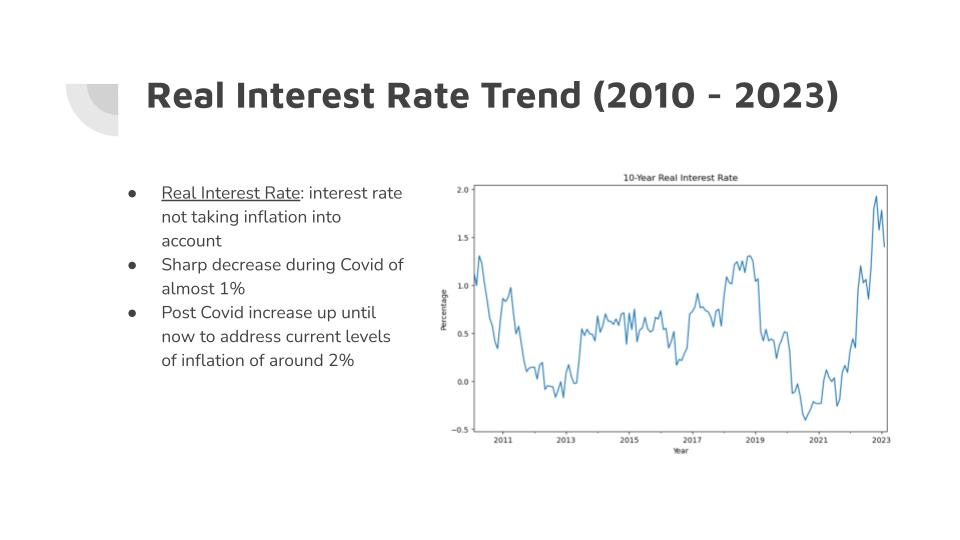 Real Interest Rate Trend (2010 - 2023)
● Real Interest Rate: interest rate
not taking inflation into
account
● Sharp decrease during Covid of
almost 1%
● Post Covid increase up until
now to address current levels
of inflation of around 2%
10-Year Real Interest Rate
2.0
1.5
1.0
0.5
0.0
−0.5
Percentage
2011 2013 2015 2017 2019 2021 2023
Year